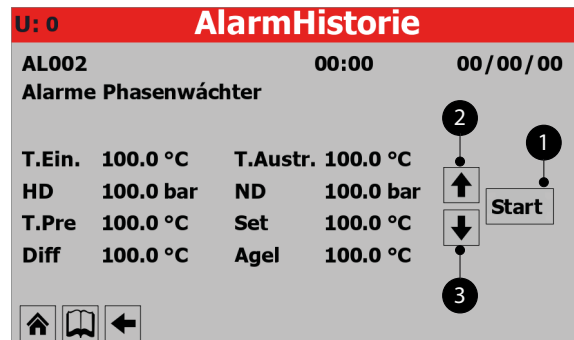 U: 0 AlarmHistorie
AL002 00:00 00/00/00
Alarme Phasenwáchter
2
1
T.Ein. 100.0 °C T.Austr. 100.0 °C
HD 100.0 bar ND 100.0 bar
Start
T.Pre 100.0 °C Set 100.0 °C
Diff 100.0 °C Agel 100.0 °C
3